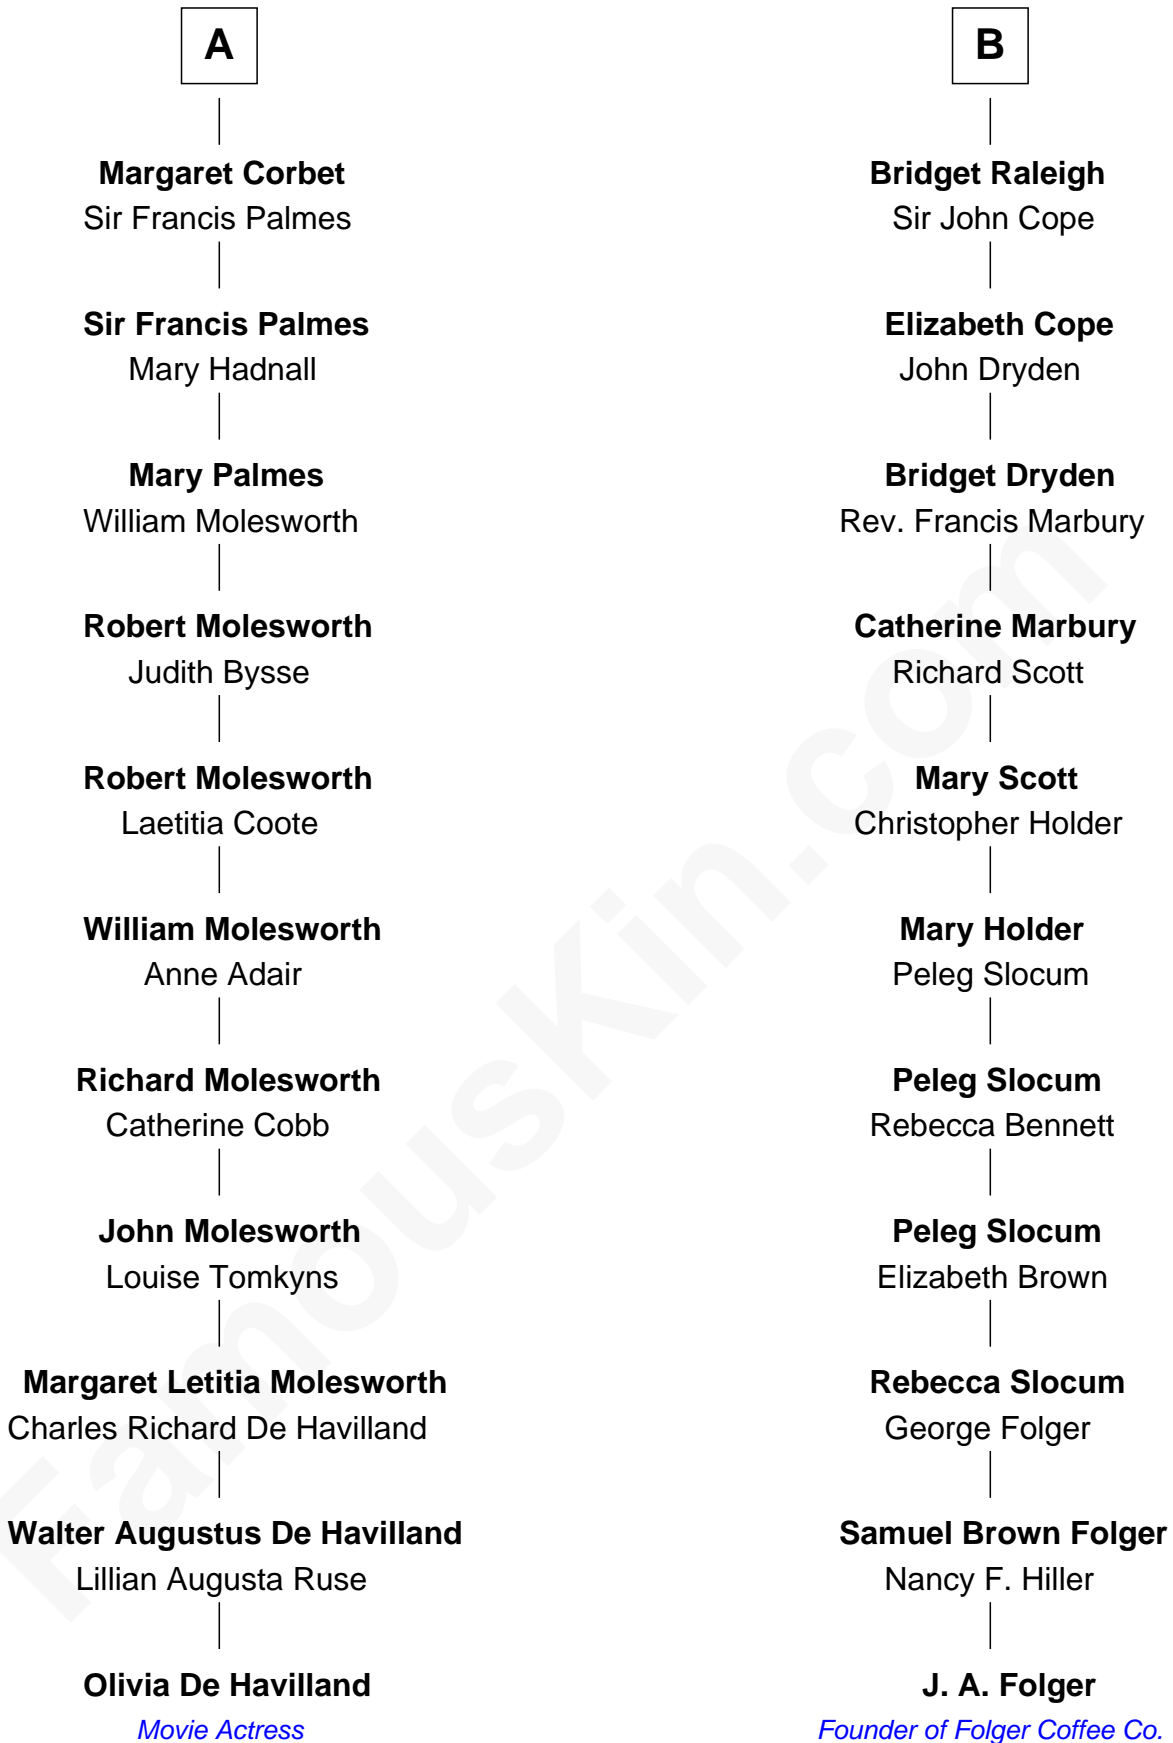 A
Margaret Corbet
Sir Francis Palmes
Sir Francis Palmes
Mary Hadnall
Mary Palmes
William Molesworth
Robert Molesworth
Judith Bysse
Robert Molesworth
Laetitia Coote
William Molesworth
Anne Adair
Richard Molesworth
Catherine Cobb
John Molesworth
Louise Tomkyns
Margaret Letitia Molesworth
Charles Richard De Havilland
Walter Augustus De Havilland
Lillian Augusta Ruse
Olivia De Havilland
Movie Actress
B
Bridget Raleigh
Sir John Cope
Elizabeth Cope
John Dryden
Bridget Dryden
Rev. Francis Marbury
Catherine Marbury
Richard Scott
Mary Scott
Christopher Holder
Mary Holder
Peleg Slocum
Peleg Slocum
Rebecca Bennett
Peleg Slocum
Elizabeth Brown
Rebecca Slocum
George Folger
Samuel Brown Folger
Nancy F. Hiller
J. A. Folger
Founder of Folger Coffee Co.
FamousKin.com